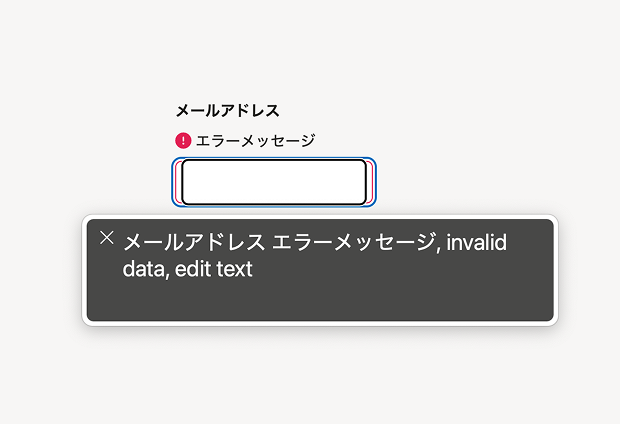 メールアドレス
エラーメッセージ
メールアドレス エラーメッセージ, invalid
data, edit text